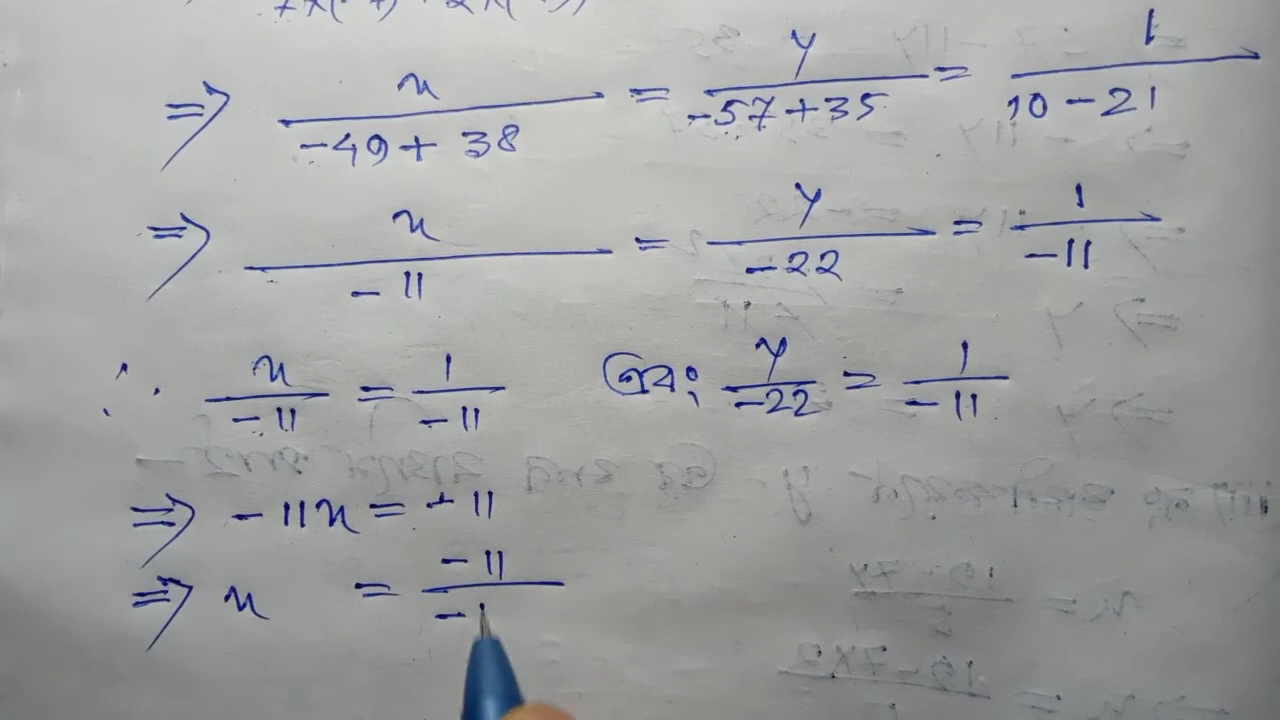 ⇒ x/(-49+38) = y/(-57+35) = 1/(10-21)
⇒ x/-11 = y/-22 = 1/-11
∴ x/-11 = 1/-11 এবং y/-22 = 1/-11
⇒ -11x = -11
⇒ x = -11/-1